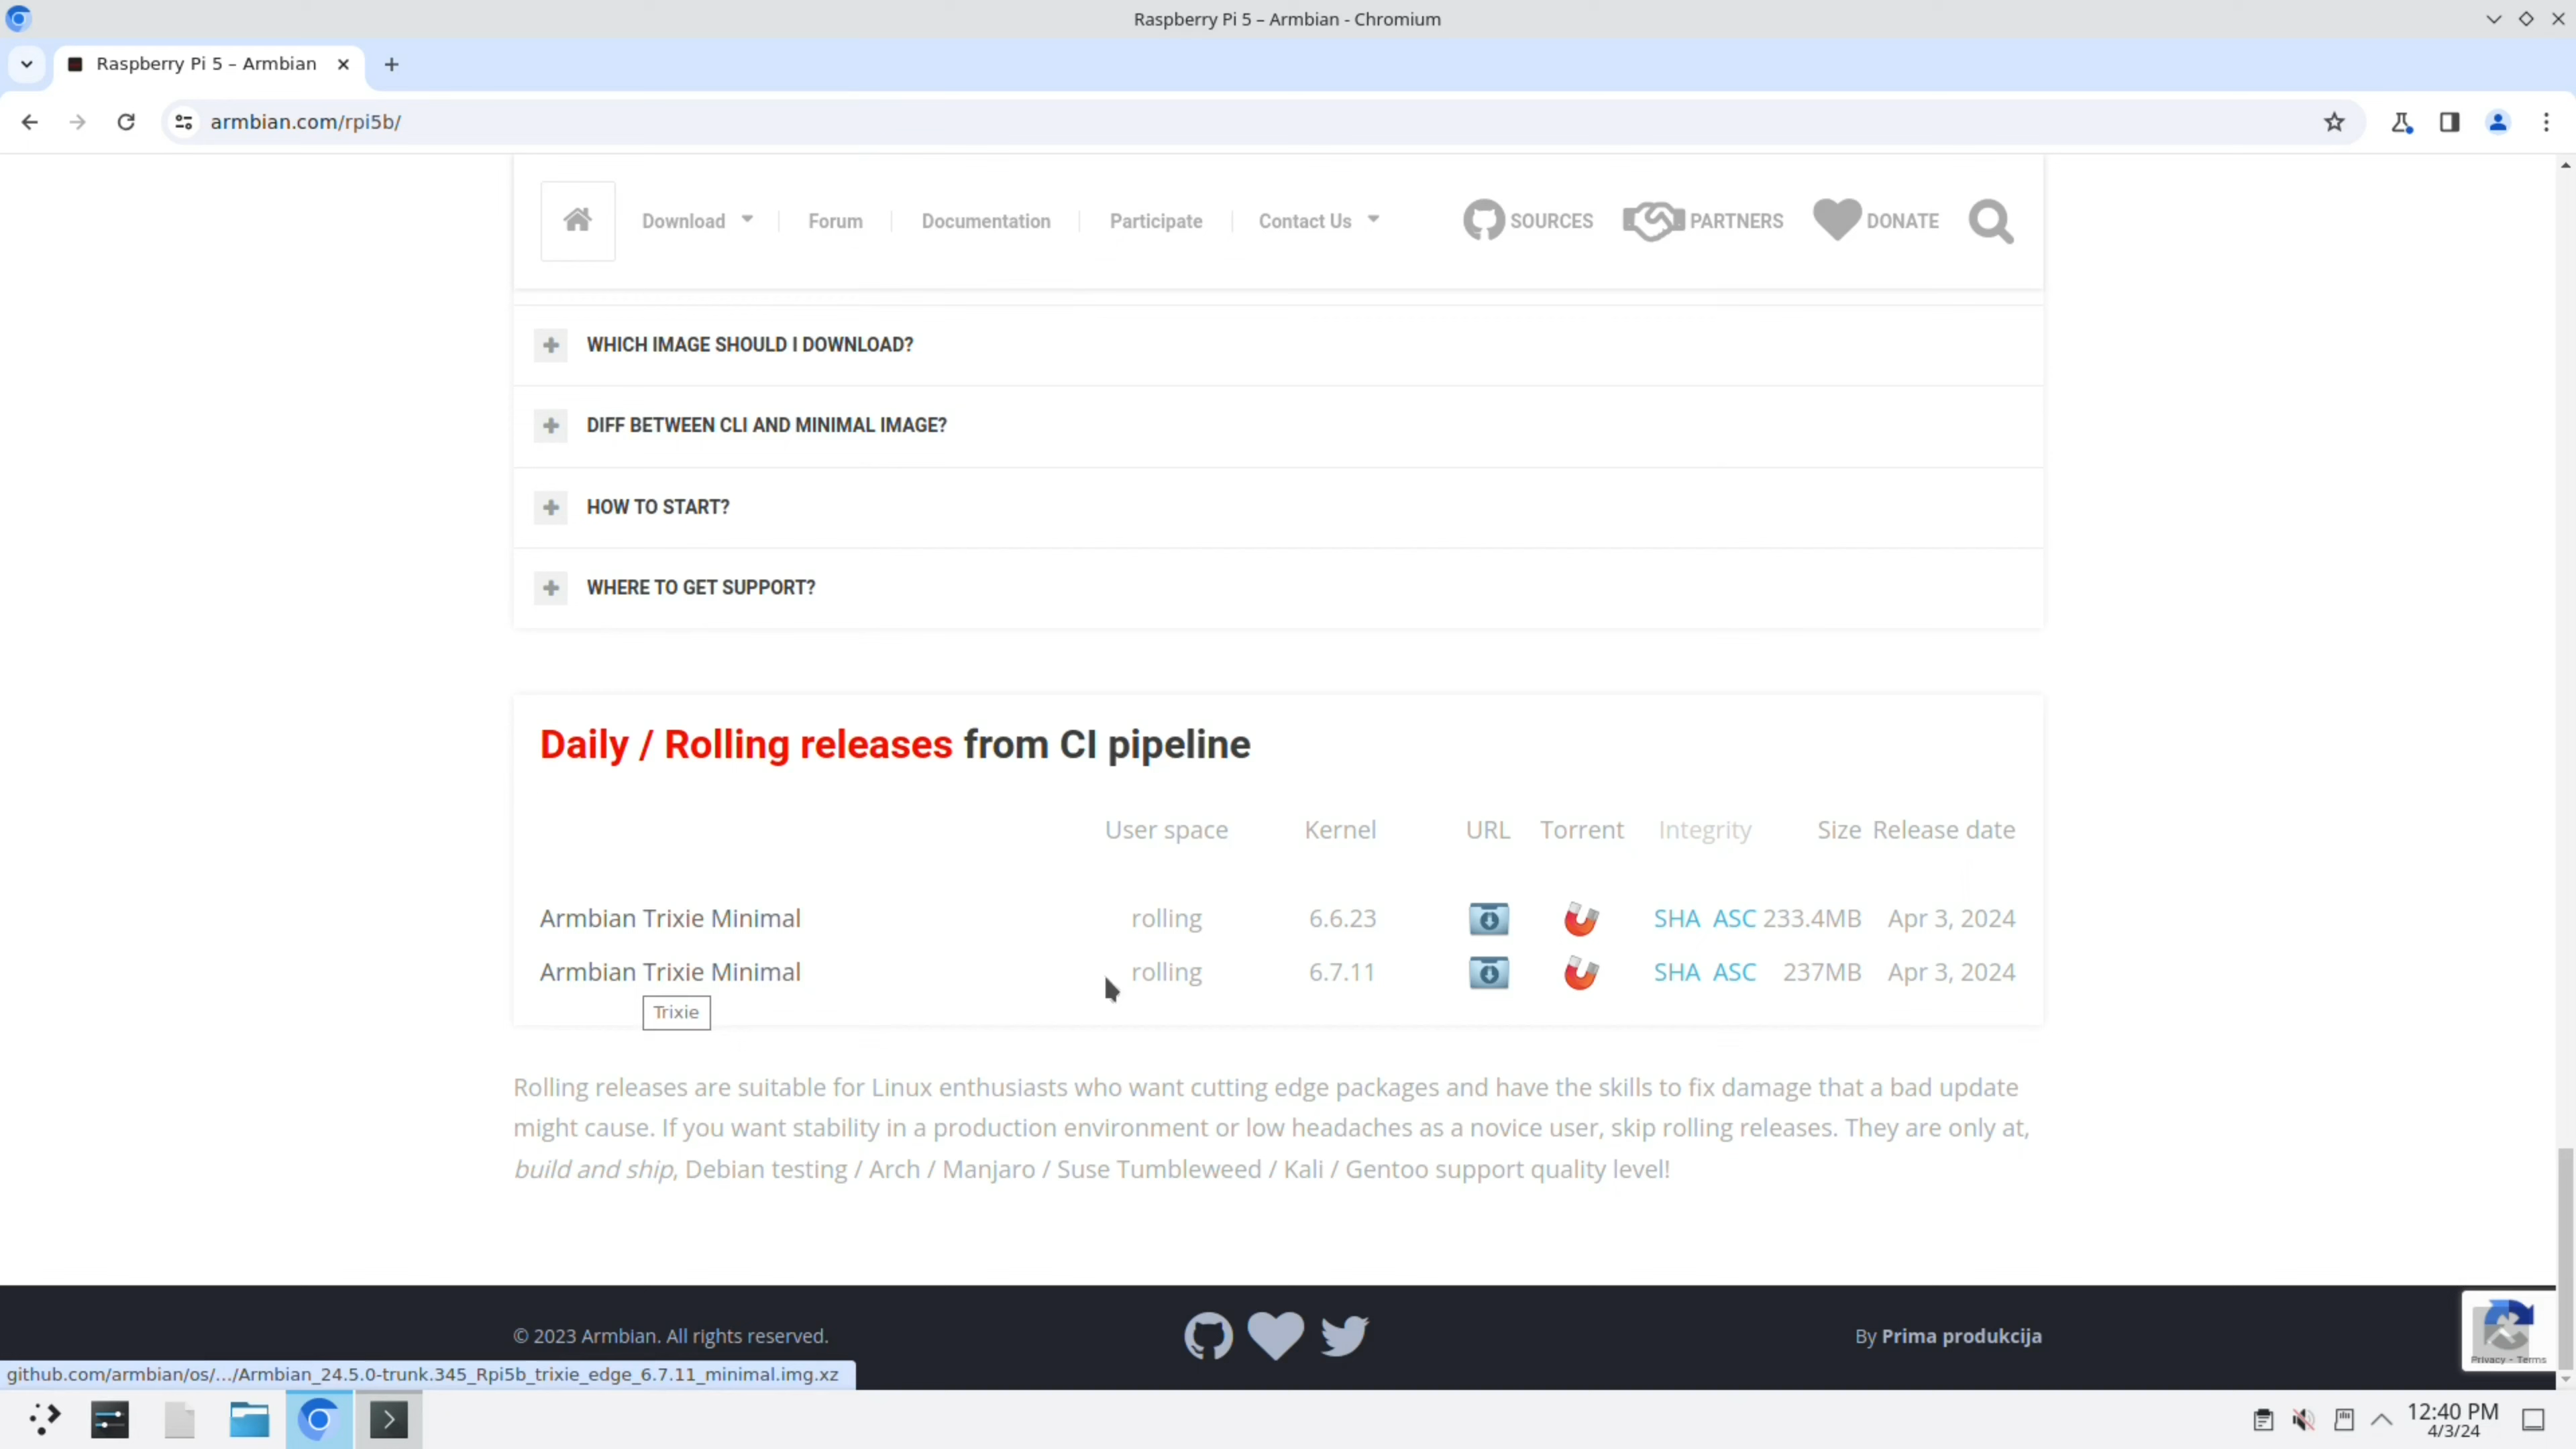 Raspberry Pi 5 – Armbian - Chromium
Raspberry Pi 5 – Armbian
armbian.com/rpi5b/
Download
Forum
Documentation
Participate
Contact Us
SOURCES
PARTNERS
DONATE
WHICH IMAGE SHOULD I DOWNLOAD?
DIFF BETWEEN CLI AND MINIMAL IMAGE?
HOW TO START?
WHERE TO GET SUPPORT?
Daily / Rolling releases from CI pipeline
User space Kernel URL Torrent Integrity Size Release date
Armbian Trixie Minimal rolling 6.6.23 SHA ASC 233.4MB Apr 3, 2024
Armbian Trixie Minimal rolling 6.7.11 SHA ASC 237MB Apr 3, 2024
Trixie
Rolling releases are suitable for Linux enthusiasts who want cutting edge packages and have the skills to fix damage that a bad update
might cause. If you want stability in a production environment or low headaches as a novice user, skip rolling releases. They are only at,
build and ship, Debian testing / Arch / Manjaro / Suse Tumbleweed / Kali / Gentoo support quality level!
© 2023 Armbian. All rights reserved.
By Prima produkcija
Privacy - Terms
github.com/armbian/os/.../Armbian_24.5.0-trunk.345_Rpi5b_trixie_edge_6.7.11_minimal.img.xz
12:40 PM
4/3/24